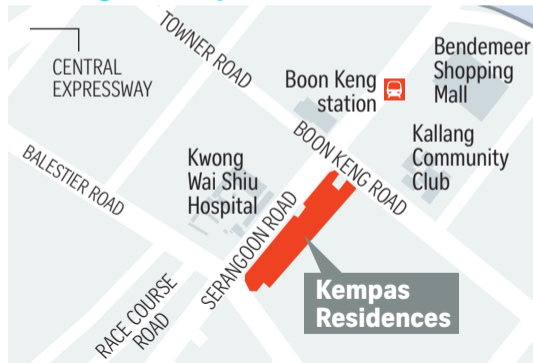 TOWNER ROAD
CENTRAL
EXPRESSWAY
Bendemeer
Shopping
Mall
Boon Keng
station
BOON KENG ROAD
Kallang
Community
Club
BALESTIER ROAD
Kwong
Wai Shiu
Hospital
SERANGOON ROAD
Kempas
Residences
RACE COURSE
ROAD